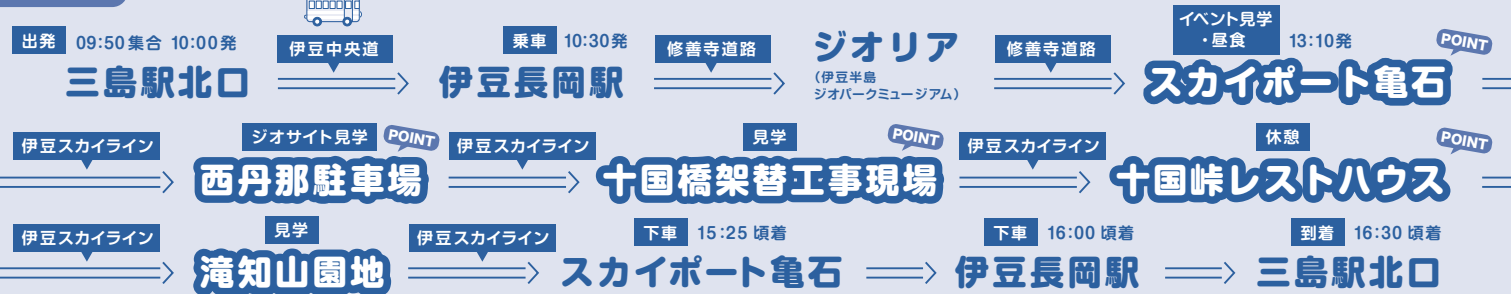 出発 09:50集合 10:00発
三島駅北口
伊豆中央道
乗車 10:30発
伊豆長岡駅
修善寺道路
ジオリア
（伊豆半島
ジオパークミュージアム）
修善寺道路
イベント見学
・昼食
13:10発
POINT
スカイポート亀石
伊豆スカイライン
ジオサイト見学
POINT
西丹那駐車場
伊豆スカイライン
見学
POINT
十国橋架替工事現場
伊豆スカイライン
休憩
POINT
十国峠レストハウス
伊豆スカイライン
見学
滝知山園地
伊豆スカイライン
下車 15:25 頃着
スカイポート亀石
下車 16:00 頃着
伊豆長岡駅
到着 16:30 頃着
三島駅北口